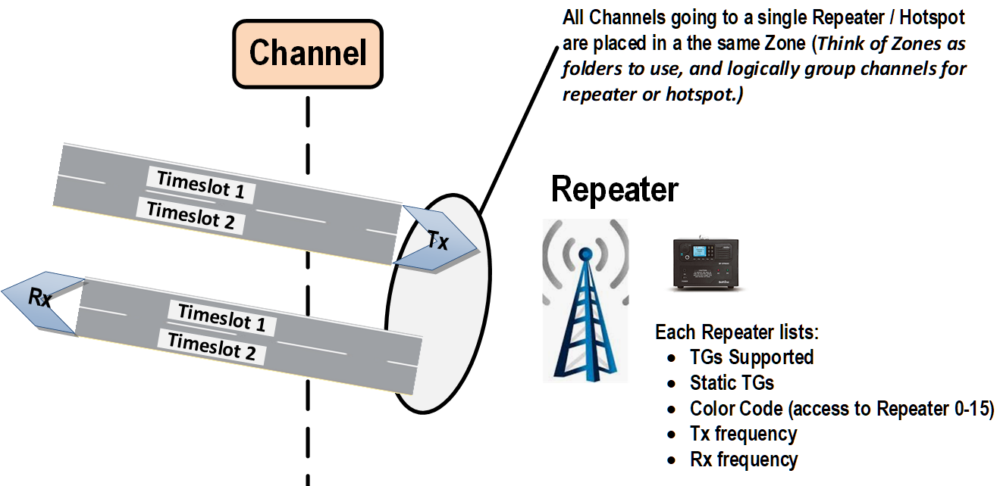 Channel
All Channels going to a single Repeater / Hotspot
are placed in a the same Zone (Think of Zones as
folders to use, and logically group channels for
repeater or hotspot.)
Timeslot 1
Timeslot 2
Tx
Rx
Timeslot 1
Timeslot 2
Repeater
Each Repeater lists:
• TGs Supported
• Static TGs
• Color Code (access to Repeater 0-15)
• Tx frequency
• Rx frequency